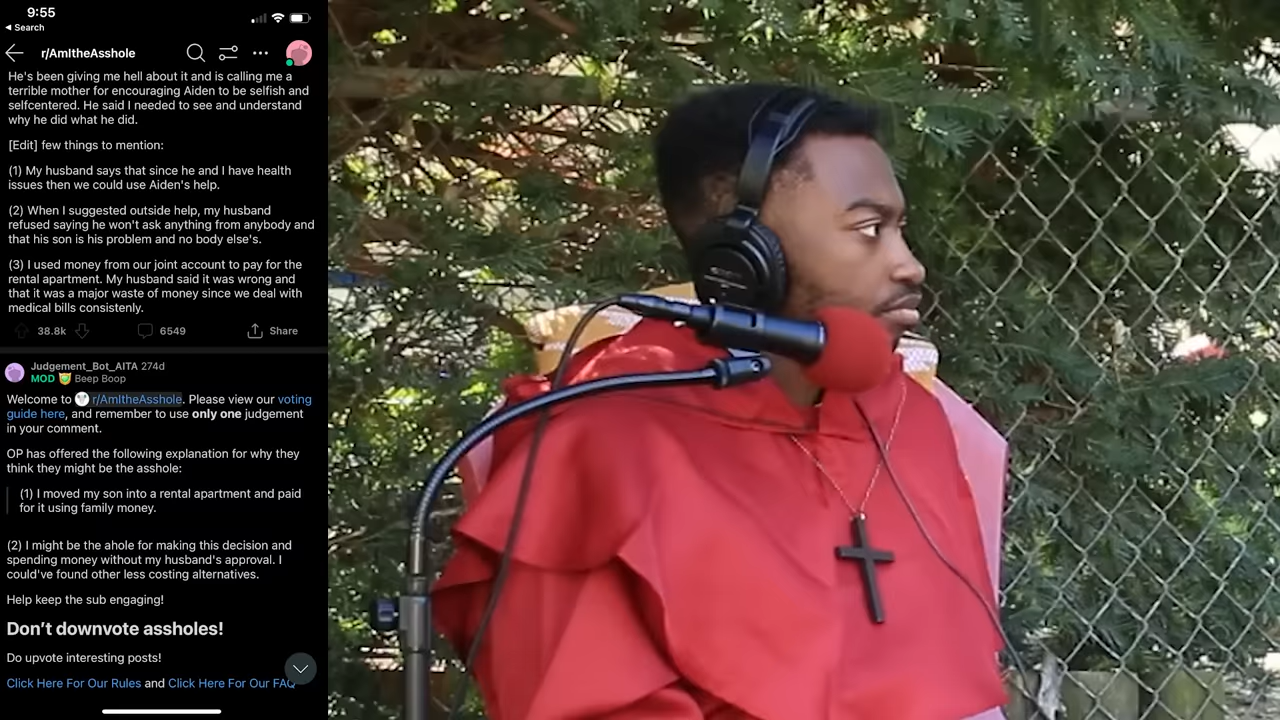 9:55
Search
r/AmItheAsshole
He's been giving me hell about it and is calling me a
terrible mother for encouraging Aiden to be selfish and
selfcentered. He said I needed to see and understand
why he did what he did.
[Edit] few things to mention:
(1) My husband says that since he and I have health
issues then we could use Aiden's help.
(2) When I suggested outside help, my husband
refused saying he won't ask anything from anybody and
that his son is his problem and no body else's.
(3) I used money from our joint account to pay for the
rental apartment. My husband said it was wrong and
that it was a major waste of money since we deal with
medical bills consistenly.
38.8k 6549 Share
Judgement_Bot_AITA 274d
MOD Beep Boop
Welcome to r/AmItheAsshole. Please view our voting
guide here, and remember to use only one judgement
in your comment.
OP has offered the following explanation for why they
think they might be the asshole:
(1) I moved my son into a rental apartment and paid
for it using family money.
(2) I might be the ahole for making this decision and
spending money without my husband's approval. I
could've found other less costing alternatives.
Help keep the sub engaging!
Don't downvote assholes!
Do upvote interesting posts!
Click Here For Our Rules and Click Here For Our FAQ